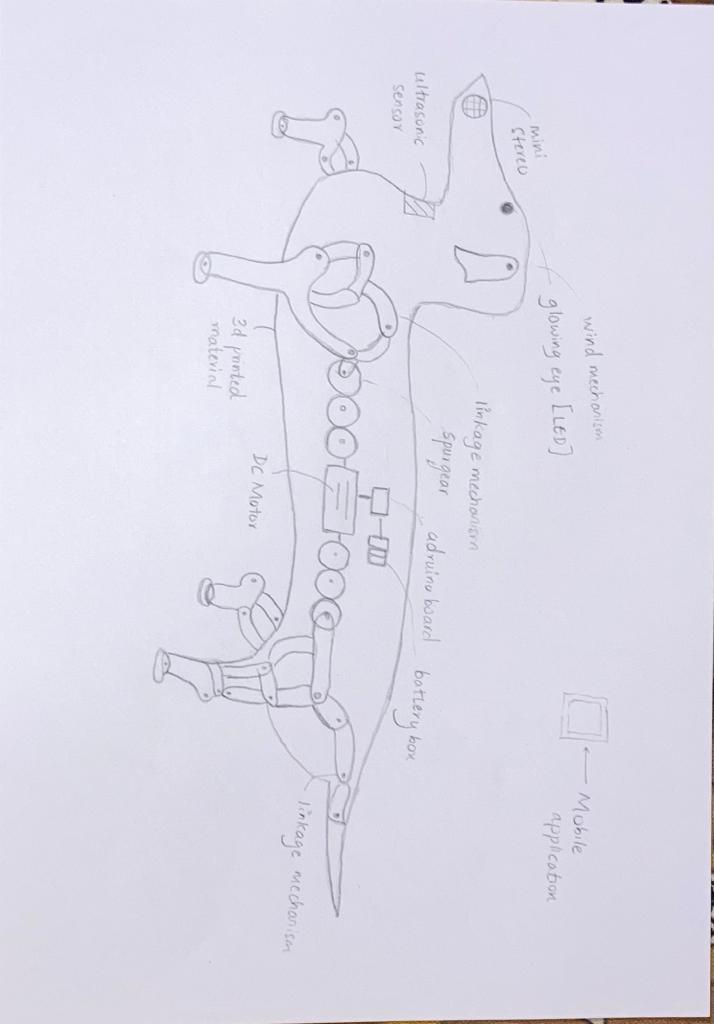 wind mechanism
glowing eye [LED]
mini
stereo
Mobile
application
linkage mechanism
spurgear
adruino board
battery box
ultrasonic
sensor
linkage mechanism
DC Motor
3d printed
material